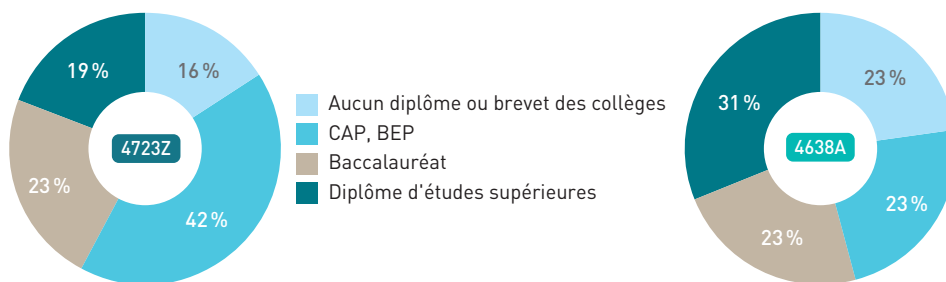 19 %
16 %
4723Z
23 %
42 %
Aucun diplôme ou brevet des collèges
CAP, BEP
Baccalauréat
Diplôme d'études supérieures
31 %
23 %
4638A
23 %
23 %